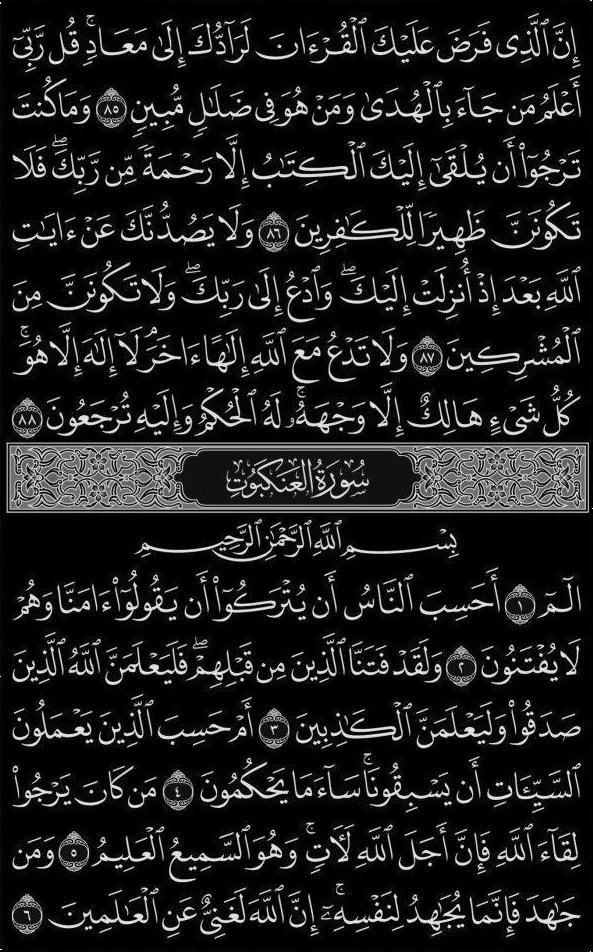 إِنَّ ٱلَّذِى فَرَضَ عَلَيْكَ ٱلْقُرْءَانَ لَرَآدُّكَ إِلَىٰ مَعَادٍۚ قُل رَّبِّىٓ
أَعْلَمُ مَن جَآءَ بِٱلْهُدَىٰ وَمَنْ هُوَ فِى ضَلَٰلٍ مُّبِينٍ ٨٥ وَمَا كُنتَ
تَرْجُوٓا۟ أَن يُلْقَىٰٓ إِلَيْكَ ٱلْكِتَٰبُ إِلَّا رَحْمَةً مِّن رَّبِّكَۖ فَلَا
تَكُونَنَّ ظَهِيرًا لِّلْكَٰفِرِينَ ٨٦ وَلَا يَصُدُّنَّكَ عَنْ ءَايَٰتِ
ٱللَّهِ بَعْدَ إِذْ أُنزِلَتْ إِلَيْكَۖ وَٱدْعُ إِلَىٰ رَبِّكَۖ وَلَا تَكُونَنَّ مِنَ
ٱلْمُشْرِكِينَ ٨٧ وَلَا تَدْعُ مَعَ ٱللَّهِ إِلَٰهًا ءَاخَرَۘ لَآ إِلَٰهَ إِلَّا هُوَۚ
كُلُّ شَىْءٍ هَالِكٌ إِلَّا وَجْهَهُۥۚ لَهُ ٱلْحُكْمُ وَإِلَيْهِ تُرْجَعُونَ ٨٨
سُورَةُ العَنكَبُوتِ
بِسْمِ ٱللَّهِ ٱلرَّحْمَٰنِ ٱلرَّحِيمِ
الٓمٓ ١ أَحَسِبَ ٱلنَّاسُ أَن يُتْرَكُوٓا۟ أَن يَقُولُوٓا۟ ءَامَنَّا وَهُمْ
لَا يُفْتَنُونَ ٢ وَلَقَدْ فَتَنَّا ٱلَّذِينَ مِن قَبْلِهِمْۖ فَلَيَعْلَمَنَّ ٱللَّهُ ٱلَّذِينَ
صَدَقُوا۟ وَلَيَعْلَمَنَّ ٱلْكَٰذِبِينَ ٣ أَمْ حَسِبَ ٱلَّذِينَ يَعْمَلُونَ
ٱلسَّيِّـَٔاتِ أَن يَسْبِقُونَاۚ سَآءَ مَا يَحْكُمُونَ ٤ مَن كَانَ يَرْجُوا۟
لِقَآءَ ٱللَّهِ فَإِنَّ أَجَلَ ٱللَّهِ لَـَٔاتٍۚ وَهُوَ ٱلسَّمِيعُ ٱلْعَلِيمُ ٥ وَمَن
جَٰهَدَ فَإِنَّمَا يُجَٰهِدُ لِنَفْسِهِۦٓۚ إِنَّ ٱللَّهَ لَغَنِىٌّ عَنِ ٱلْعَٰلَمِينَ ٦